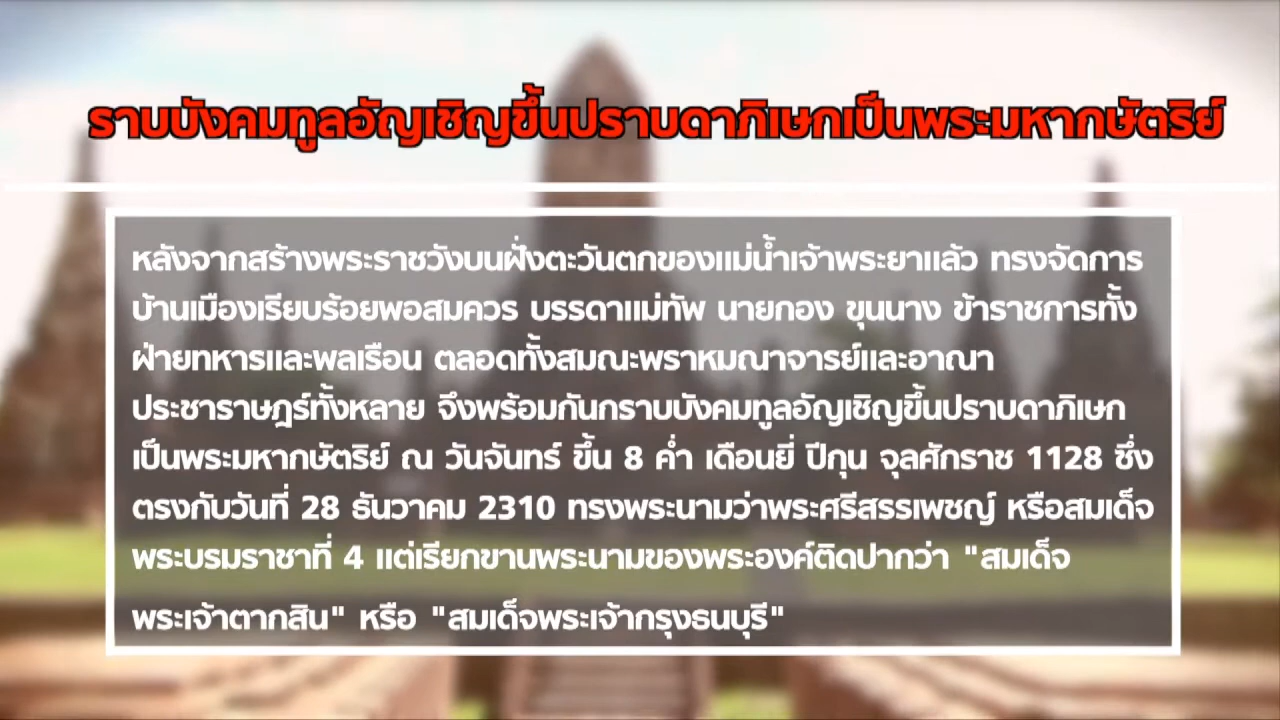 ราบบังคมทูลอัญเชิญขึ้นปราบดาภิเษกเป็นพระมหากษัตริย์
หลังจากสร้างพระราชวังบนฝั่งตะวันตกของแม่น้ำเจ้าพระยาแล้ว ทรงจัดการ
บ้านเมืองเรียบร้อยพอสมควร บรรดาแม่ทัพ นายกอง ขุนนาง ข้าราชการทั้ง
ฝ่ายทหารและพลเรือน ตลอดทั้งสมณะพราหมณาจารย์และอาณา
ประชาราษฎร์ทั้งหลาย จึงพร้อมกันกราบบังคมทูลอัญเชิญขึ้นปราบดาภิเษก
เป็นพระมหากษัตริย์ ณ วันจันทร์ ขึ้น 8 ค่ำ เดือนยี่ ปีกุน จุลศักราช 1128 ซึ่ง
ตรงกับวันที่ 28 ธันวาคม 2310 ทรงพระนามว่าพระศรีสรรเพชญ์ หรือสมเด็จ
พระบรมราชาที่ 4 แต่เรียกขานพระนามของพระองค์ติดปากว่า "สมเด็จ
พระเจ้าตากสิน" หรือ "สมเด็จพระเจ้ากรุงธนบุรี"